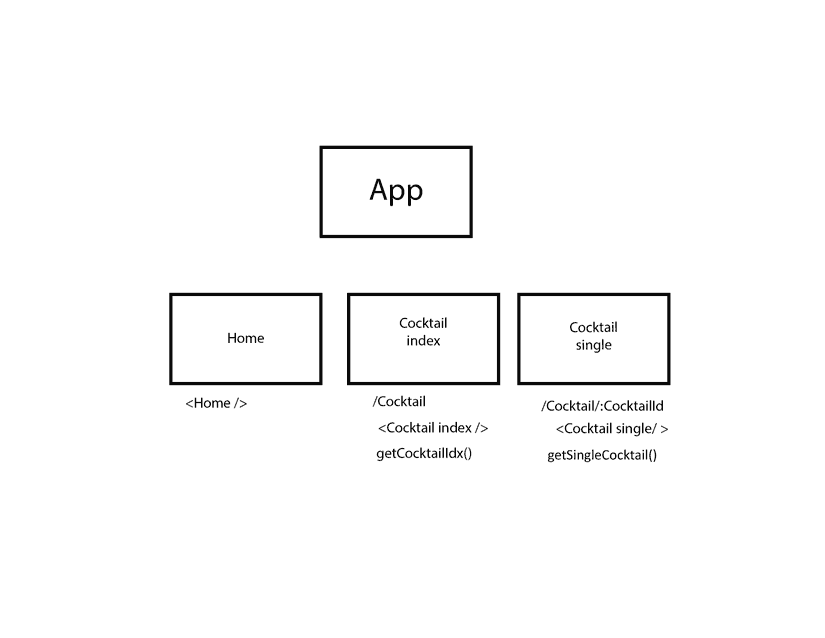 App
Home
Cocktail
index
Cocktail
single
<Home />
/Cocktail
<Cocktail index />
getCocktailIdx()
/Cocktail/:CocktailId
<Cocktail single/ >
getSingleCocktail()